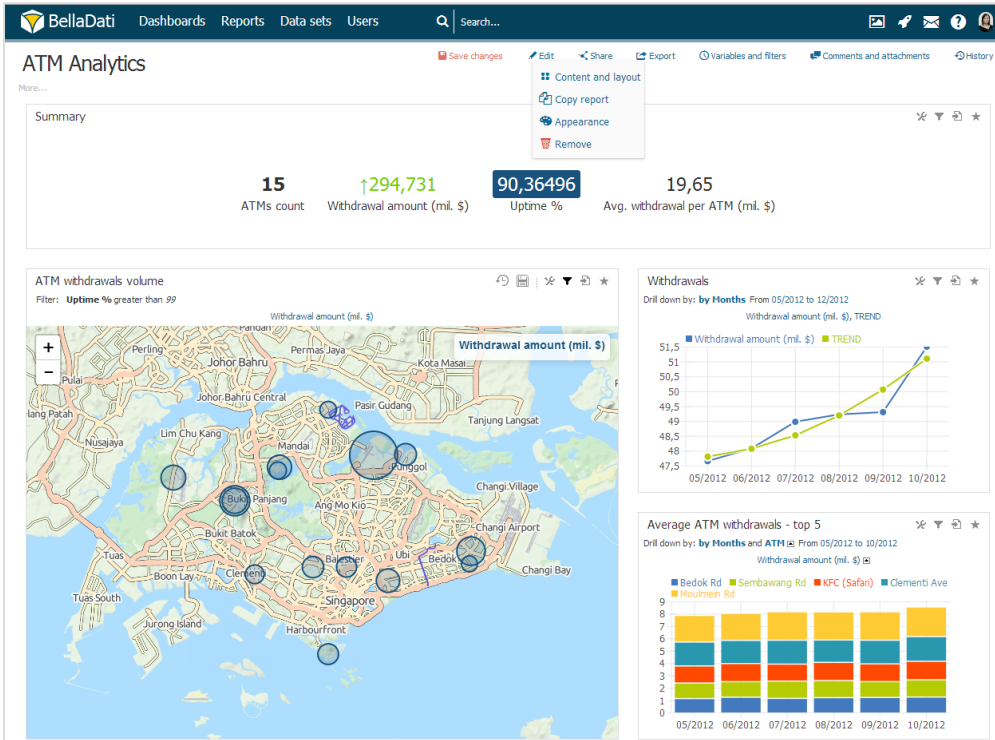 BellaDati Dashboards Reports Data sets Users Search...
ATM Analytics
Save changes Edit Share Export Variables and filters Comments and attachments History
More...
Content and layout
Copy report
Appearance
Remove
Summary
15 ↑294,731 90,36496 19,65
ATMs count Withdrawal amount (mil. $) Uptime % Avg. withdrawal per ATM (mil. $)
ATM withdrawals volume
Filter: Uptime % greater than 99
Withdrawal amount (mil. $)
Withdrawal amount (mil. $)
+
−
Pandan
Perling
Permas Jaya
Johor Bahru
Kota Masai
Pulai
Johor Bahru Central
Pasir Gudang
lang Patah
Tanjung Langsat
Lim Chu Kang
Nusajaya
Mandai
Punggol
Changi Village
Bukit Panjang
Ang Mo Kio
Changi Airport
Bukit Batok
Tuas
Ubi
Balestier
Bedok
Changi Bay
Boon Lay
Clementi
Tuas South
Singapore
Jurong Island
Harbourfront
Withdrawals
Drill down by: by Months From 05/2012 to 12/2012
Withdrawal amount (mil. $), TREND
Withdrawal amount (mil. $) TREND
51,5
51
50,5
50
49,5
49
48,5
48
47,5
05/2012 06/2012 07/2012 08/2012 09/2012 10/2012
Average ATM withdrawals - top 5
Drill down by: by Months and ATM From 05/2012 to 10/2012
Withdrawal amount (mil. $)
Bedok Rd Sembawang Rd KFC (Safari) Clementi Ave
Moulmein Rd
9
8
7
6
5
4
3
2
1
0
05/2012 06/2012 07/2012 08/2012 09/2012 10/2012